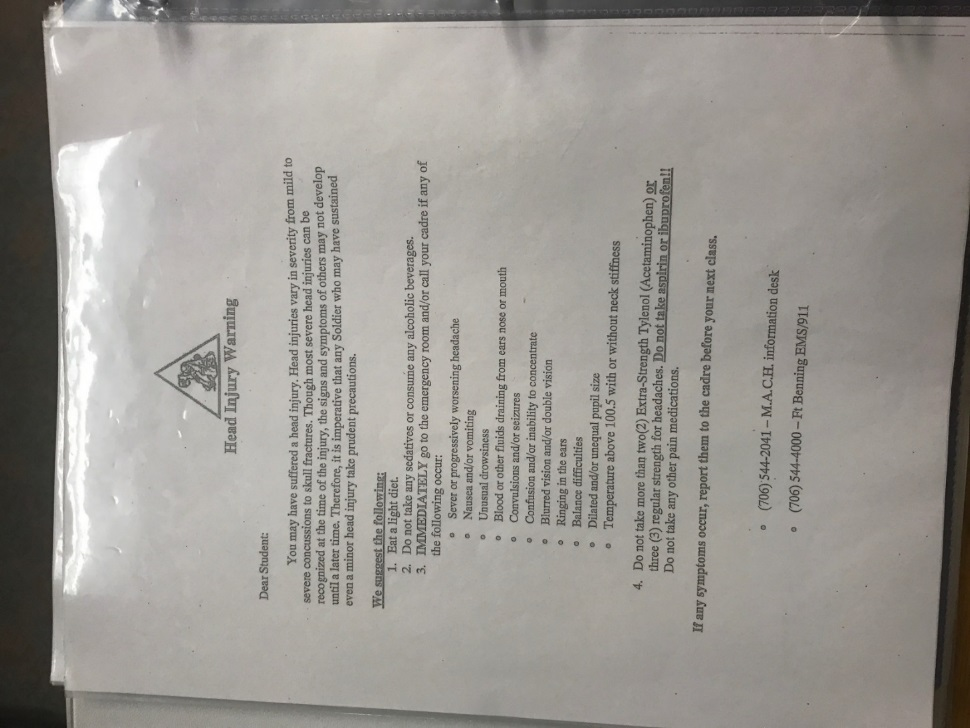 Head Injury Warning
Dear Student:
You may have suffered a head injury. Head injuries vary in severity from mild to
severe concussions to skull fractures. Though most severe head injuries can be
recognized at the time of the injury, the signs and symptoms of others may not develop
until a later time. Therefore, it is imperative that any Soldier who may have sustained
even a minor head injury take prudent precautions.
We suggest the following:
1. Eat a light diet.
2. Do not take any sedatives or consume any alcoholic beverages.
3. IMMEDIATELY go to the emergency room and/or call your cadre if any of
the following occur:
o Sever or progressively worsening headache
o Nausea and/or vomiting
o Unusual drowsiness
o Blood or other fluids draining from ears nose or mouth
o Convulsions and/or seizures
o Confusion and/or inability to concentrate
o Blurred vision and/or double vision
o Ringing in the ears
o Balace difficulties
o Dilated and/or unequal pupil size
o Temperature above 100.5 with or without neck stiffness
4. Do not take more than two(2) Extra-Strength Tylenol (Acetaminophen) or
three (3) regular strength for headaches. Do not take aspirin or ibuprofen!!
Do not take any other pain medications.
If any symptoms occur, report them to the cadre before your next class.
o (706) 544-2041 – M.A.C.H. information desk
o (706) 544-4000 – Ft Benning EMS/911